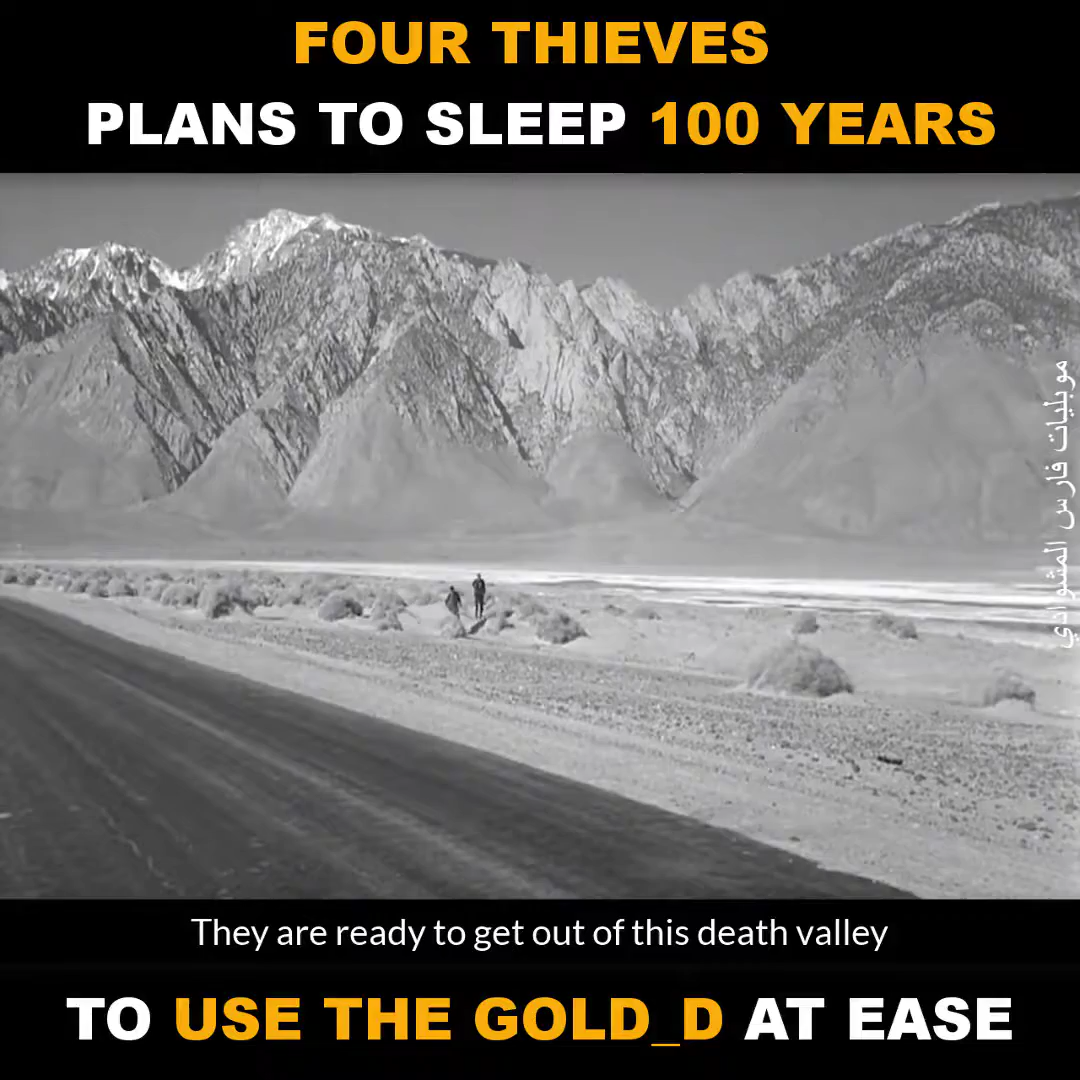 FOUR THIEVES
PLANS TO SLEEP 100 YEARS
موبليات فارس المشوادي
They are ready to get out of this death valley
TO USE THE GOLD_D AT EASE